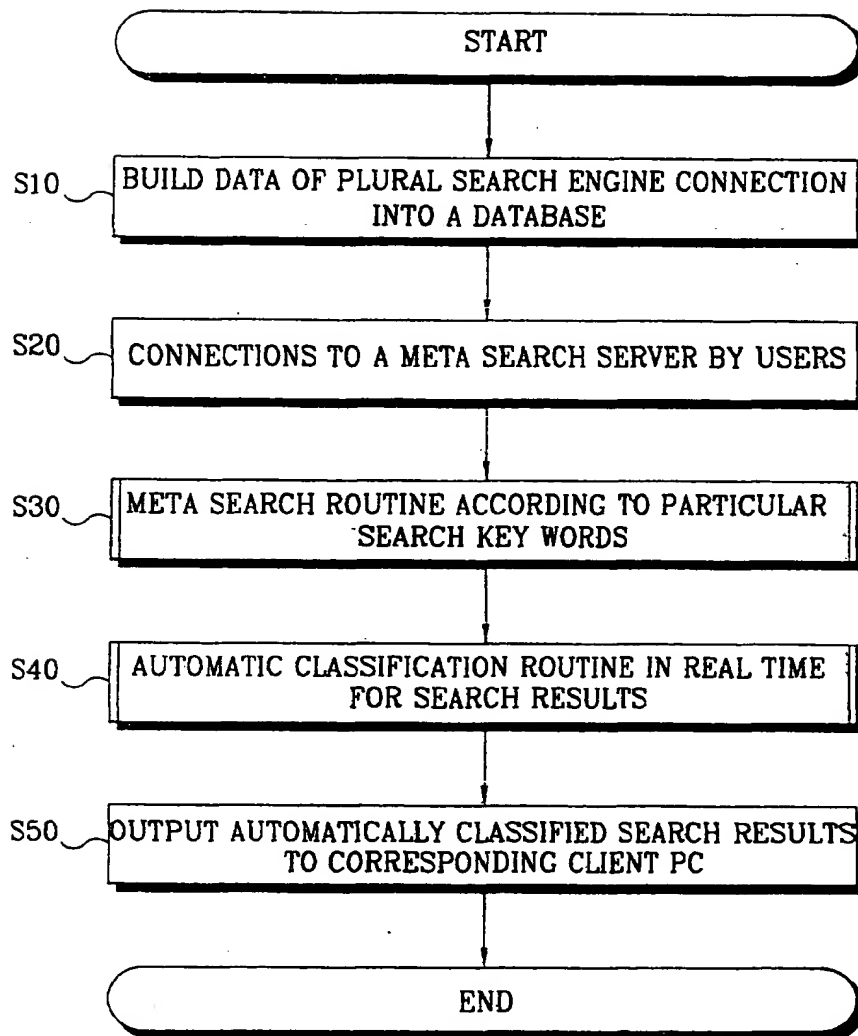 START
S10
BUILD DATA OF PLURAL SEARCH ENGINE CONNECTION
INTO A DATABASE
S20
CONNECTIONS TO A META SEARCH SERVER BY USERS
S30
META SEARCH ROUTINE ACCORDING TO PARTICULAR
SEARCH KEY WORDS
S40
AUTOMATIC CLASSIFICATION ROUTINE IN REAL TIME
FOR SEARCH RESULTS
S50
OUTPUT AUTOMATICALLY CLASSIFIED SEARCH RESULTS
TO CORRESPONDING CLIENT PC
END